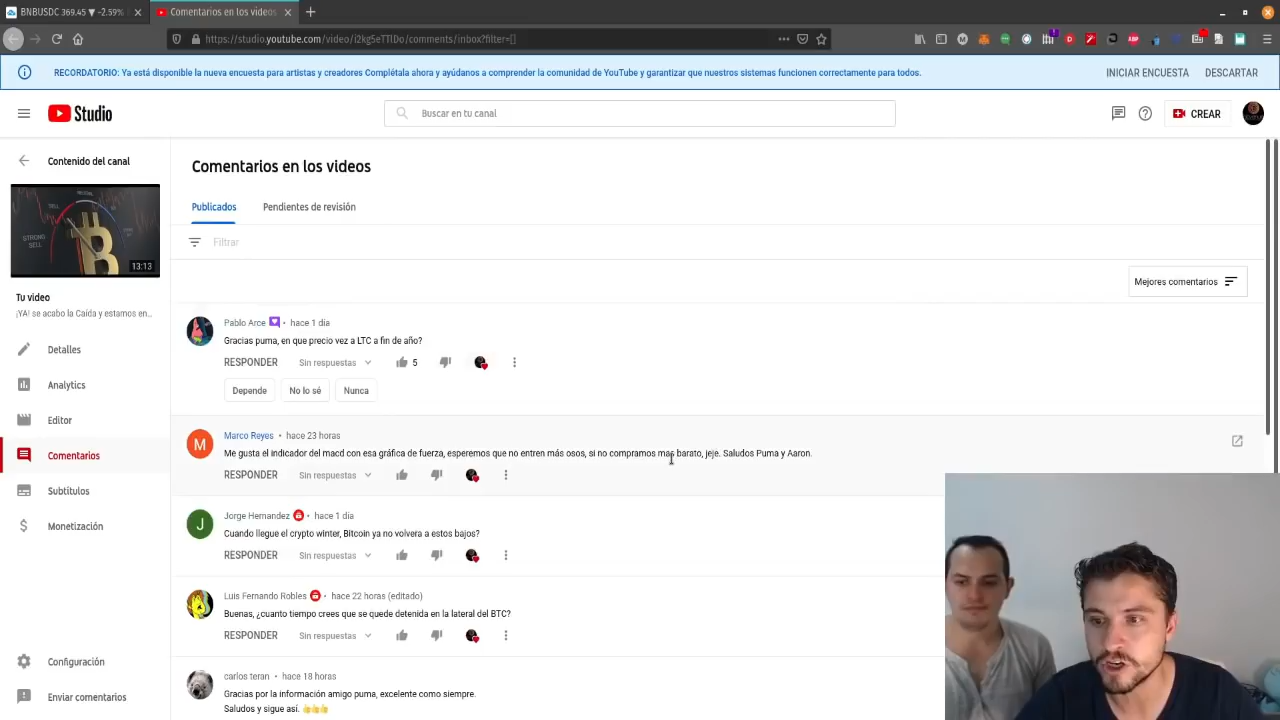 BNBUSDC 369.45 ▼ −2.59%
Comentarios en los videos
https://studio.youtube.com/video/i2kg5eTTlDo/comments/inbox?filter=[]
RECORDATORIO: Ya está disponible la nueva encuesta para artistas y creadores Complétala ahora y ayúdanos a comprender la comunidad de YouTube y garantizar que nuestros sistemas funcionen correctamente para todos.
INICIAR ENCUESTA
DESCARTAR
Studio
Buscar en tu canal
CREAR
Contenido del canal
STRONG SELL
SELL
13:13
Tu video
¡YA! se acabo la Caída y estamos en...
Detalles
Analytics
Editor
Comentarios
Subtítulos
Monetización
Configuración
Enviar comentarios
Comentarios en los videos
Publicados
Pendientes de revisión
Filtrar
Mejores comentarios
Pablo Arce • hace 1 día
Gracias puma, en que precio vez a LTC a fin de año?
RESPONDER Sin respuestas 5
Depende No lo sé Nunca
Marco Reyes • hace 23 horas
Me gusta el indicador del macd con esa gráfica de fuerza, esperemos que no entren más osos, si no compramos mas barato, jeje. Saludos Puma y Aaron.
RESPONDER Sin respuestas
Jorge Hernandez • hace 1 día
Cuando llegue el crypto winter, Bitcoin ya no volvera a estos bajos?
RESPONDER Sin respuestas
Luis Fernando Robles • hace 22 horas (editado)
Buenas, ¿cuanto tiempo crees que se quede detenida en la lateral del BTC?
RESPONDER Sin respuestas
carlos teran • hace 18 horas
Gracias por la información amigo puma, excelente como siempre.
Saludos y sigue así. 👍👍👍